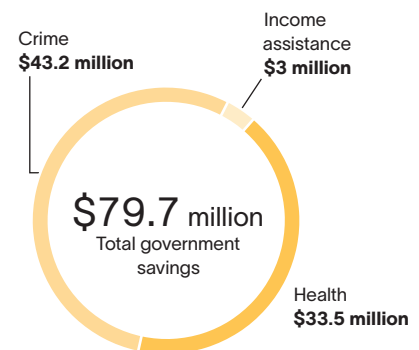 Crime
$43.2 million
Income
assistance
$3 million
$79.7 million
Total government
savings
Health
$33.5 million